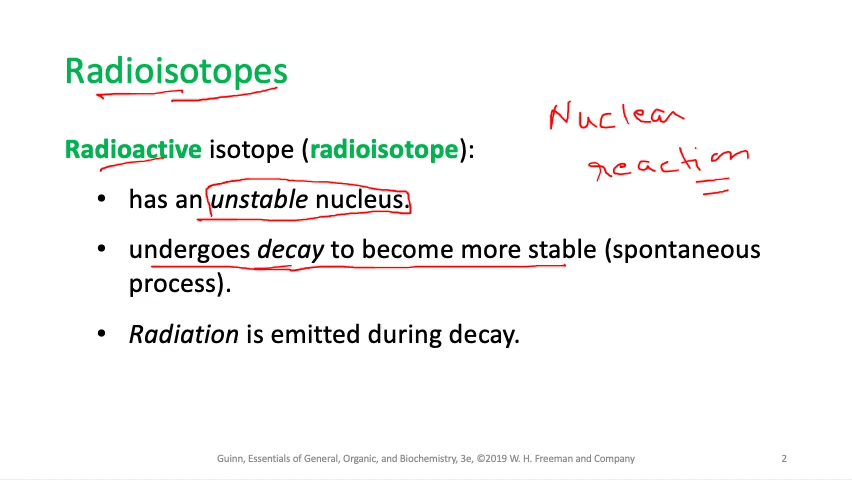 Radioisotopes
Nuclear
reaction
Radioactive isotope (radioisotope):
• has an unstable nucleus.
• undergoes decay to become more stable (spontaneous
process).
• Radiation is emitted during decay.
Guinn, Essentials of General, Organic, and Biochemistry, 3e, ©2019 W. H. Freeman and Company
2